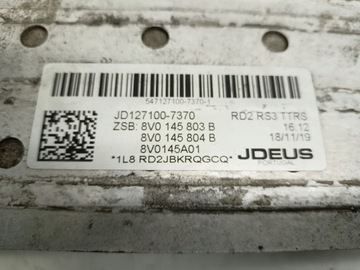 547127100-7370-1
JD127100-7370
RD2 RS3 TTRS
ZSB: 8V0 145 803 B
16:12
8V0 145 804 B
18/11/19
8V0145A01
JDEUS
*1L8 RD2JBKRQGCQ*
PORTUGAL